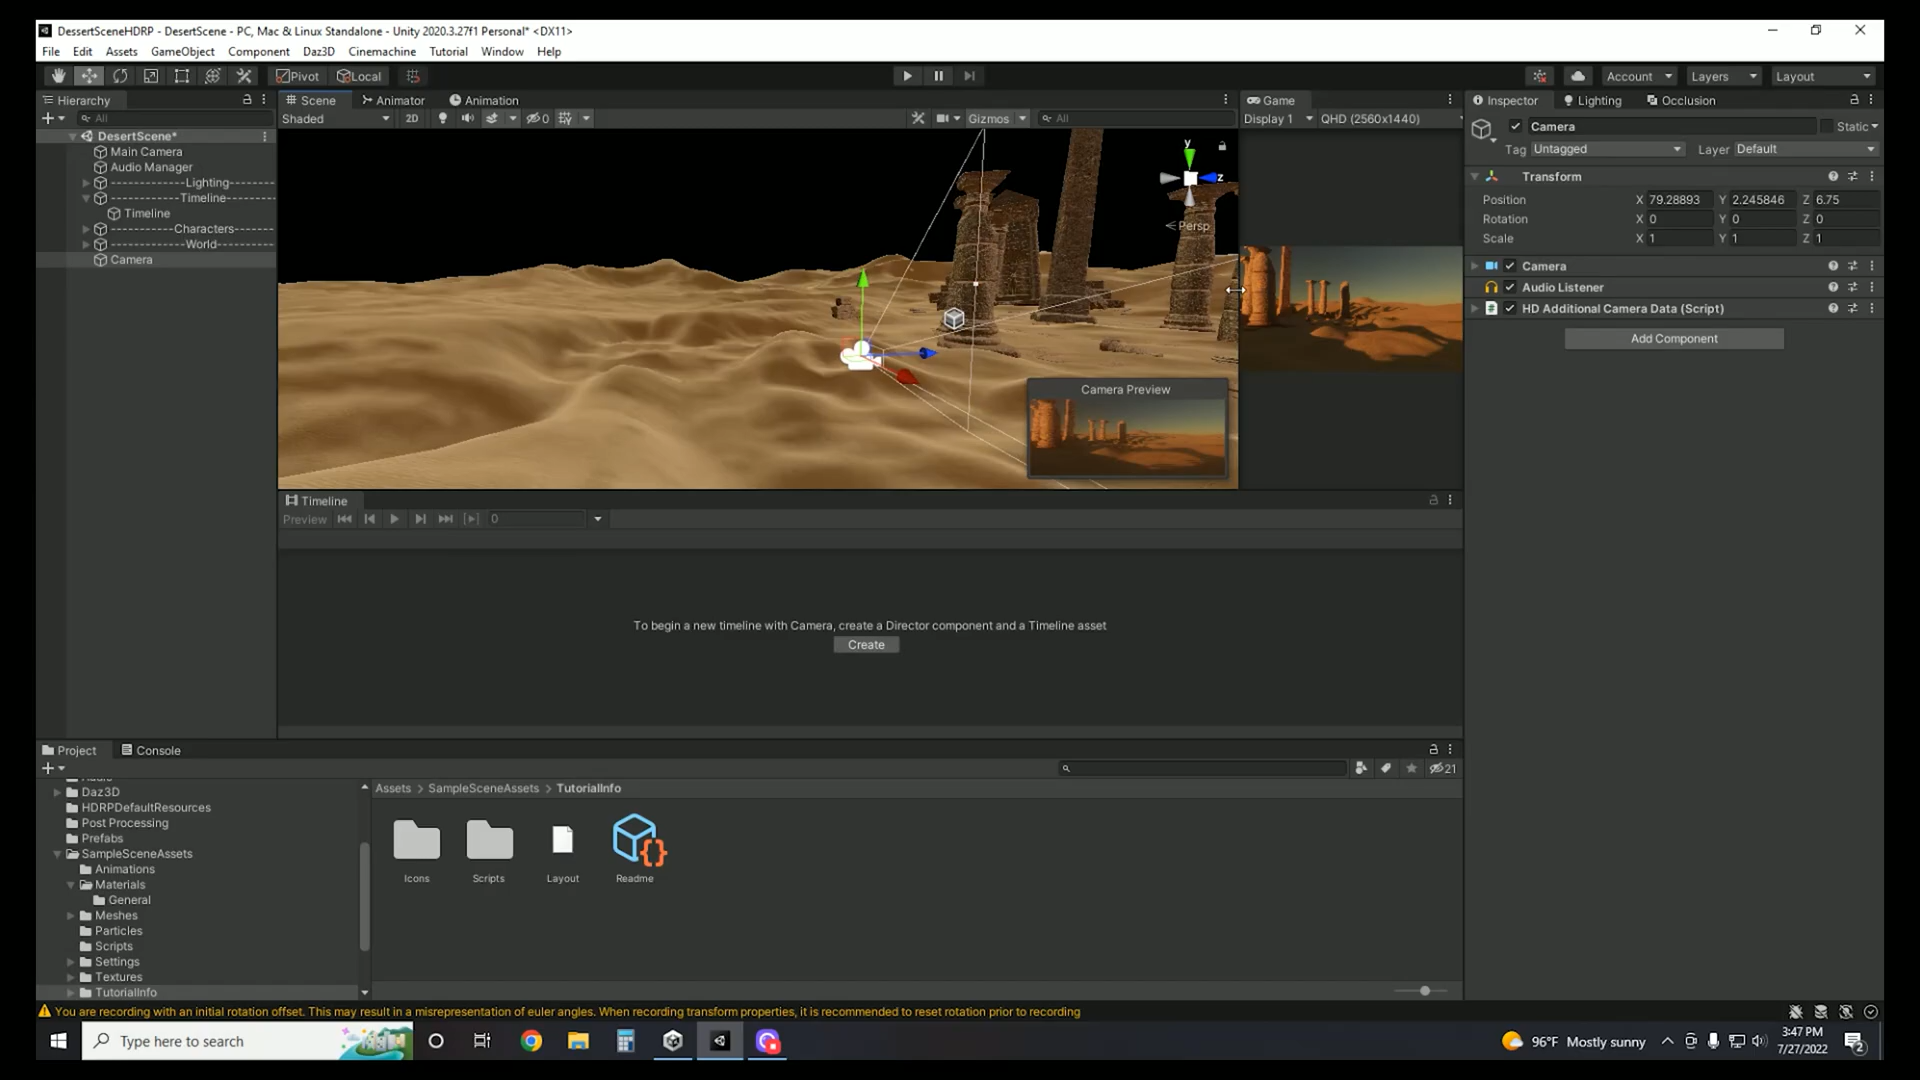 DessertSceneHDRP - DesertScene - PC, Mac & Linux Standalone - Unity 2020.3.27f1 Personal* <DX11>
File Edit Assets GameObject Component Daz3D Cinemachine Tutorial Window Help
Pivot Local Account Layers Layout
Hierarchy
All
DesertScene*
Main Camera
Audio Manager
------------Lighting-------
------------Timeline-------
Timeline
------------Characters-----
------------World---------
Camera
Scene Animator Animation
Shaded 2D 0 Gizmos All
y
z
Persp
Camera Preview
Game
Display 1 QHD (2560x1440)
Inspector Lighting Occlusion
Camera Static
Tag Untagged Layer Default
Transform
Position X 79.28893 Y 2.245846 Z 6.75
Rotation X 0 Y 0 Z 0
Scale X 1 Y 1 Z 1
Camera
Audio Listener
HD Additional Camera Data (Script)
Add Component
Timeline
Preview 0
To begin a new timeline with Camera, create a Director component and a Timeline asset
Create
Project Console
21
Audio
Daz3D
HDRPDefaultResources
Post Processing
Prefabs
SampleSceneAssets
Animations
Materials
General
Meshes
Particles
Scripts
Settings
Textures
TutorialInfo
Assets > SampleSceneAssets > TutorialInfo
Icons Scripts Layout Readme
You are recording with an initial rotation offset. This may result in a misrepresentation of euler angles. When recording transform properties, it is recommended to reset rotation prior to recording
Type here to search
96°F Mostly sunny
3:47 PM
7/27/2022
2